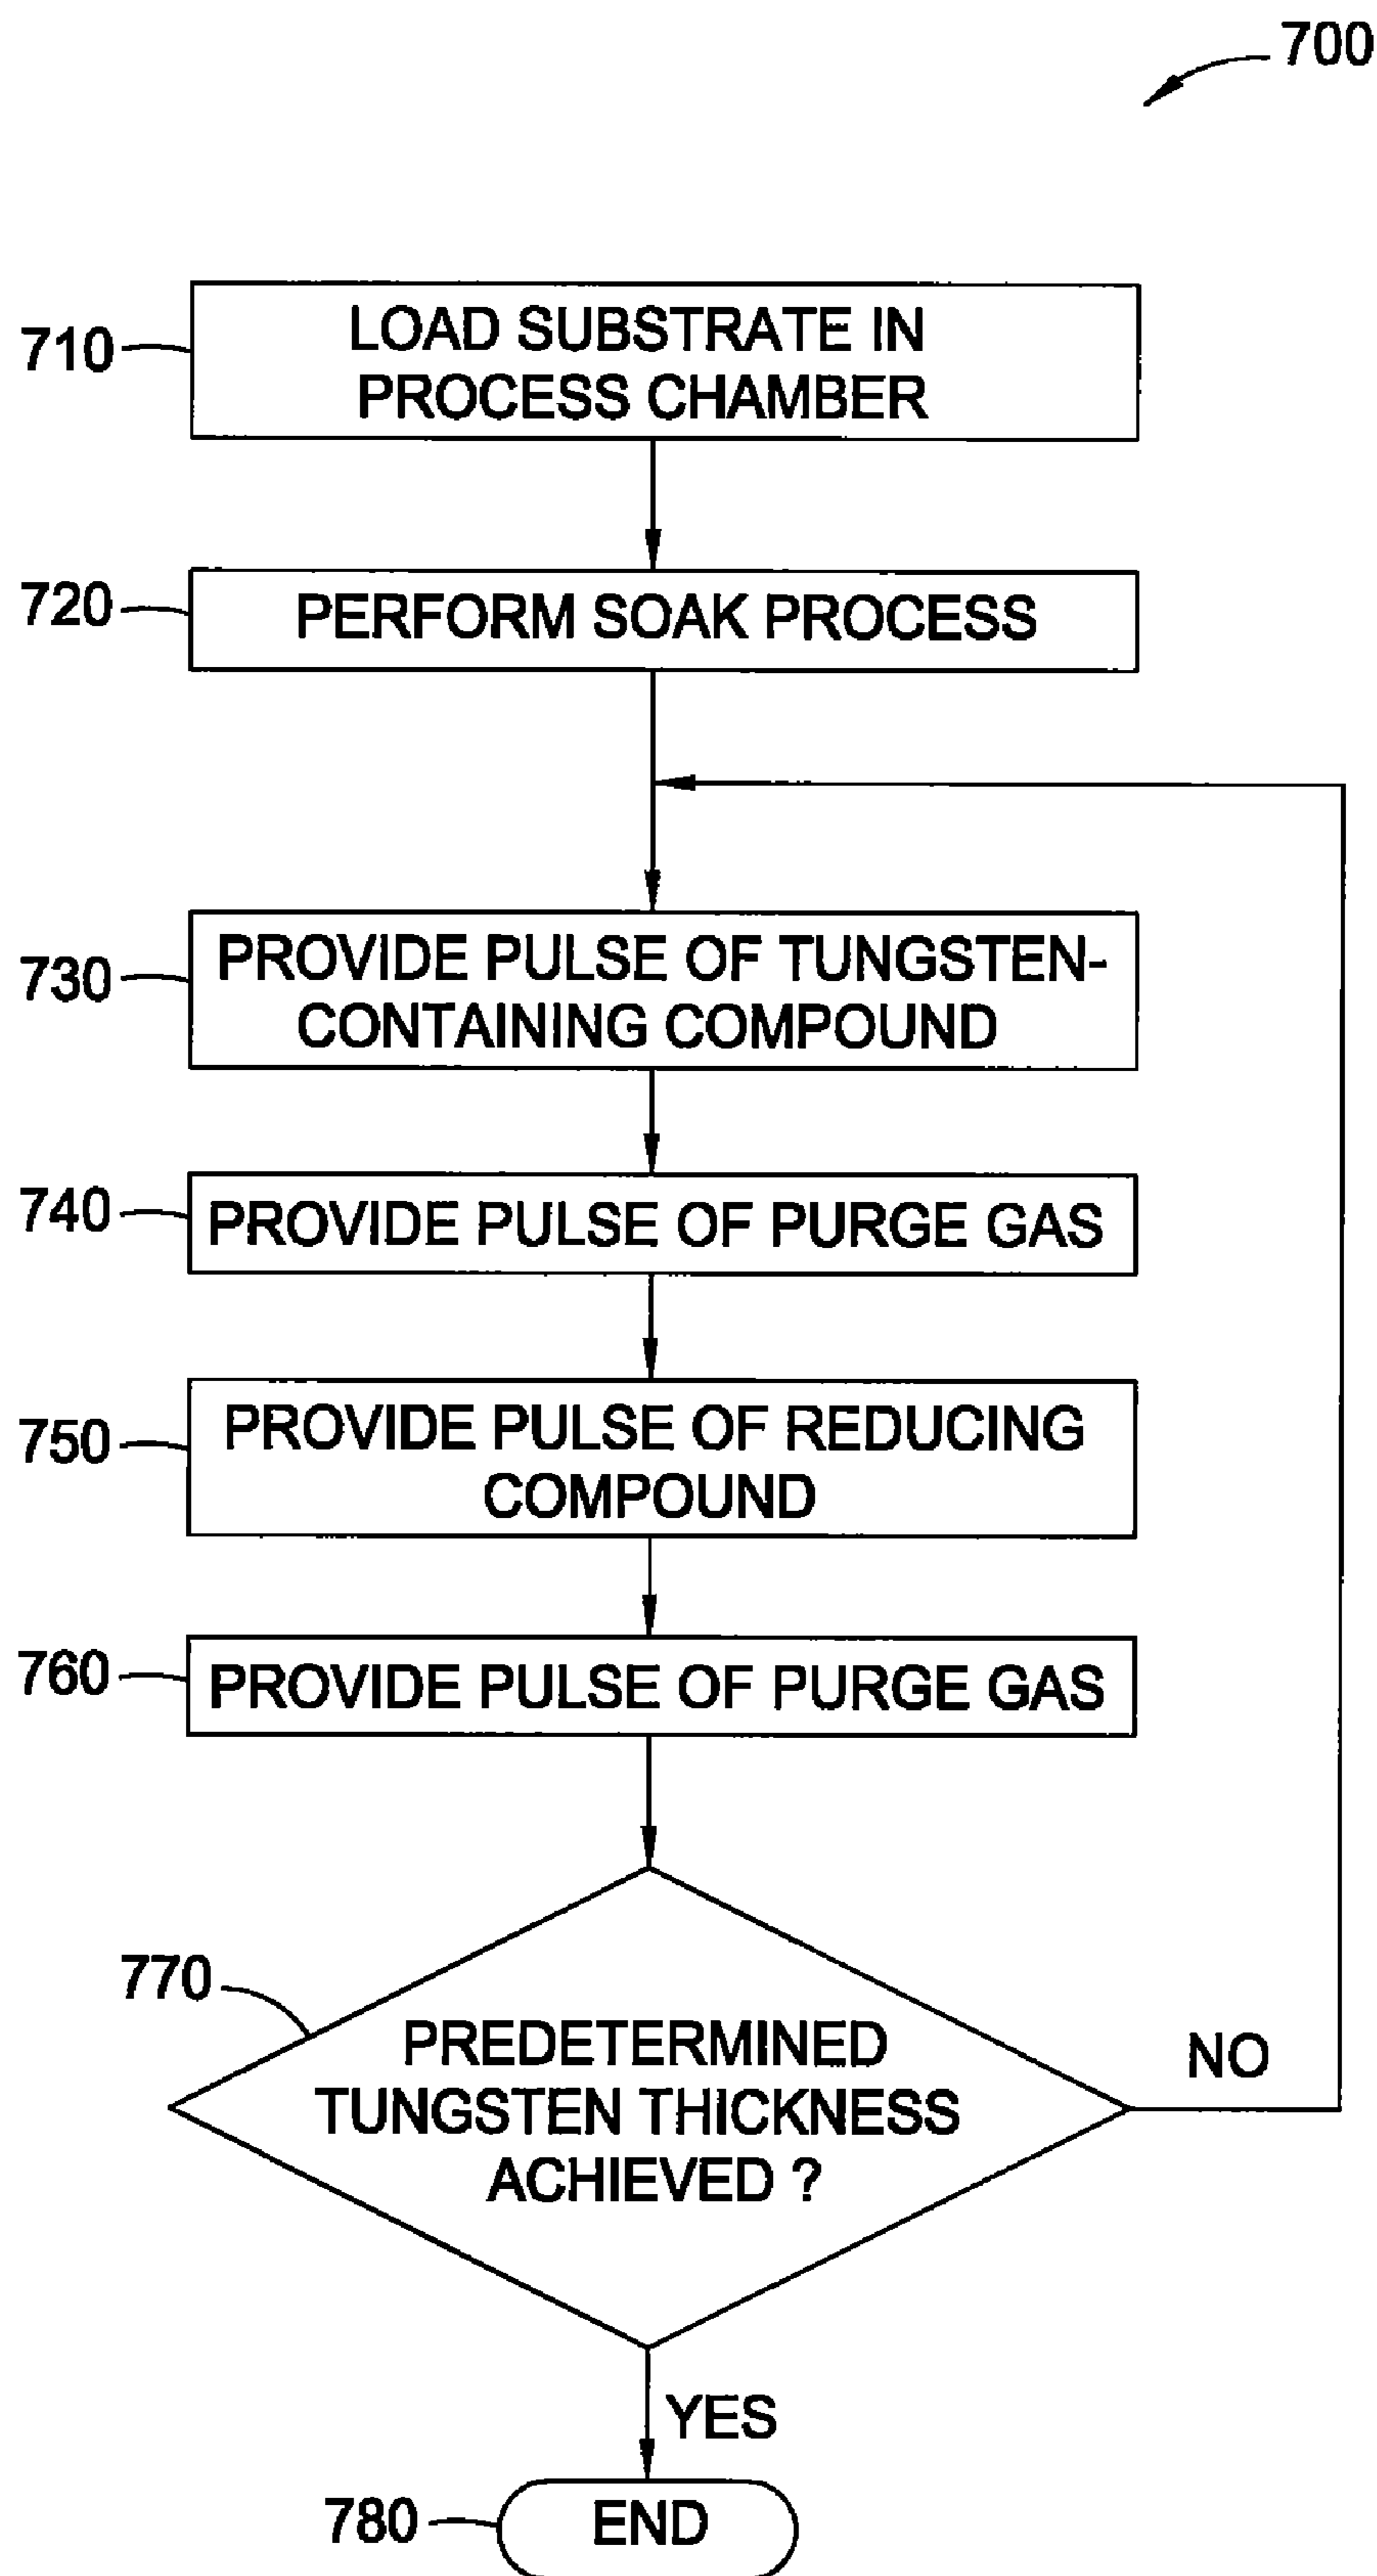 700
710
LOAD SUBSTRATE IN
PROCESS CHAMBER
720
PERFORM SOAK PROCESS
730
PROVIDE PULSE OF TUNGSTEN-
CONTAINING COMPOUND
740
PROVIDE PULSE OF PURGE GAS
750
PROVIDE PULSE OF REDUCING
COMPOUND
760
PROVIDE PULSE OF PURGE GAS
770
PREDETERMINED
TUNGSTEN THICKNESS
ACHIEVED ?
NO
YES
780
END